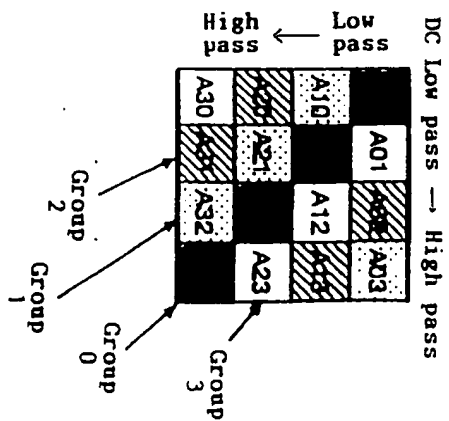 DC Low pass → High pass
Low
pass
←
High
pass
A01 A03
A10 A12
A21 A23
A30 A32
Group
3
Group
2
Group
1
Group
0